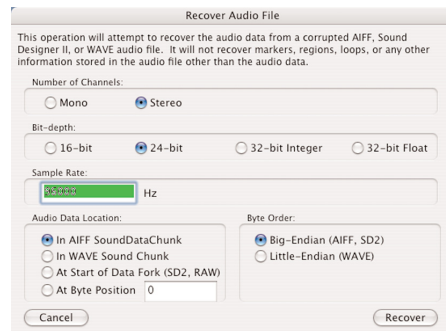 Recover Audio File
This operation will attempt to recover the audio data from a corrupted AIFF, Sound
Designer II, or WAVE audio file. It will not recover markers, regions, loops, or any other
information stored in the audio file other than the audio data.
Number of Channels:
Mono Stereo
Bit-depth:
16-bit 24-bit 32-bit Integer 32-bit Float
Sample Rate:
Hz
Audio Data Location: Byte Order:
In AIFF SoundDataChunk Big-Endian (AIFF, SD2)
In WAVE Sound Chunk Little-Endian (WAVE)
At Start of Data Fork (SD2, RAW)
At Byte Position 0
Cancel Recover